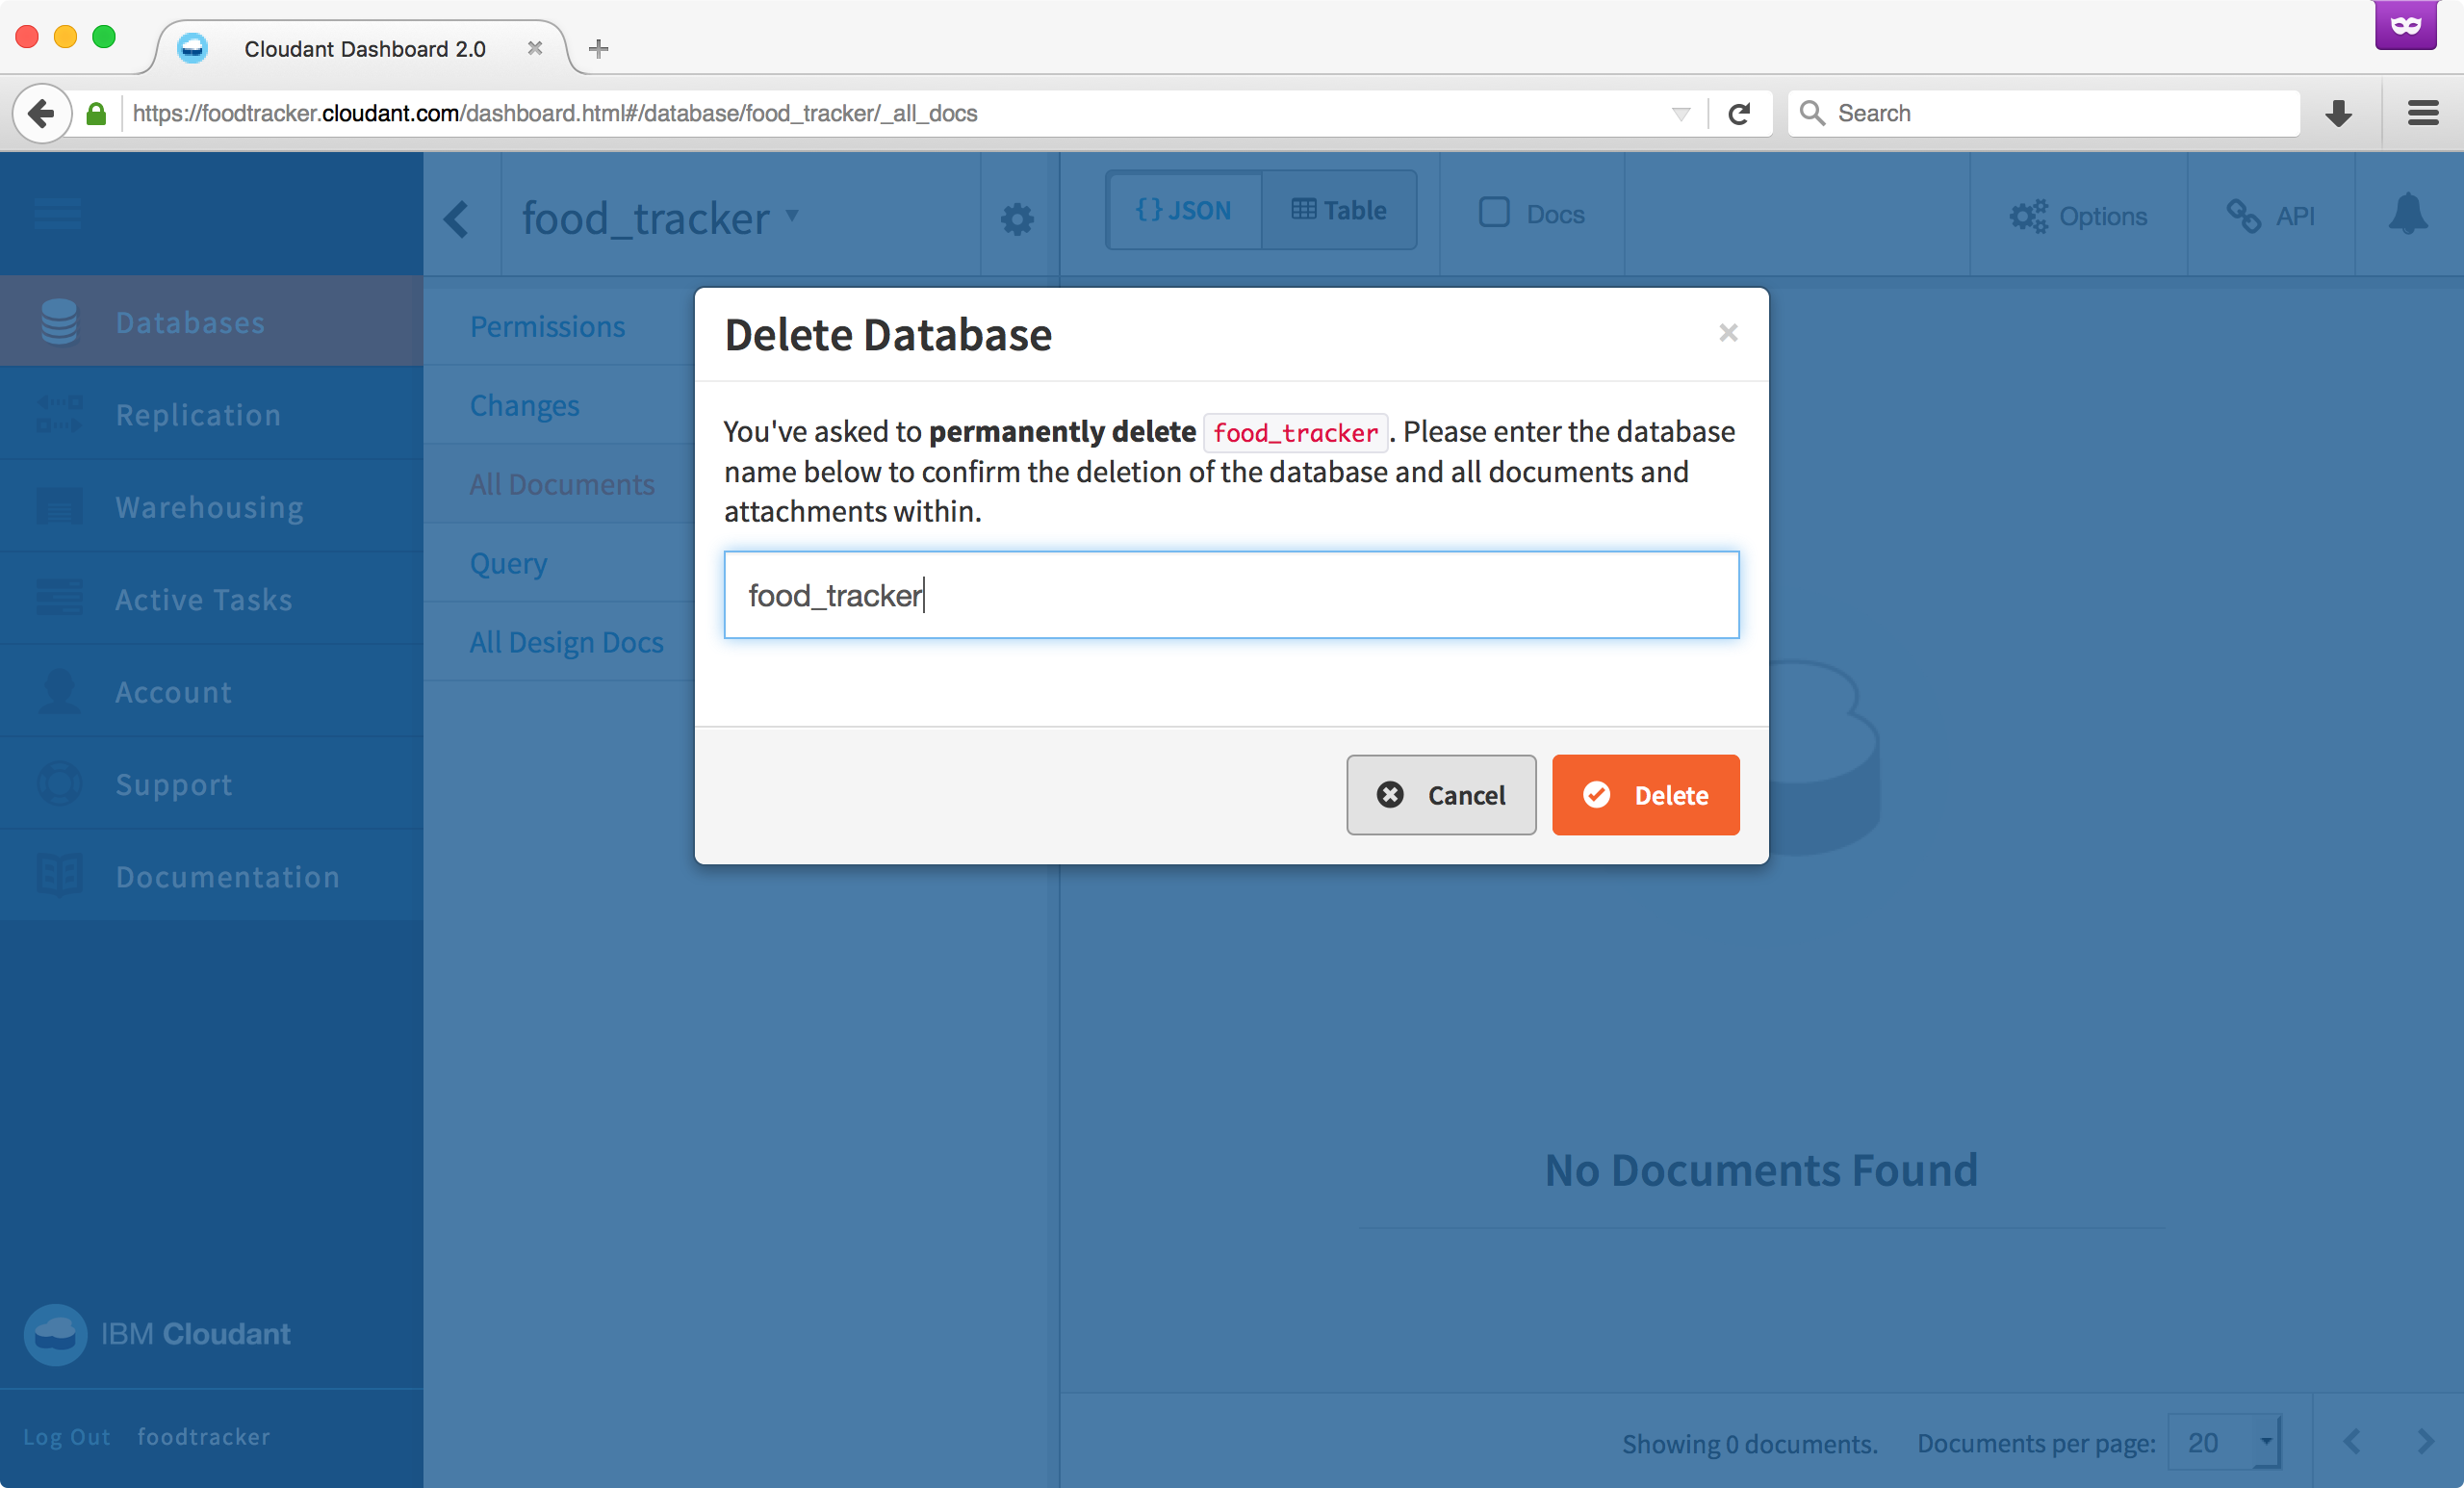 Cloudant Dashboard 2.0
https://foodtracker.cloudant.com/dashboard.html#/database/food_tracker/_all_docs
Search
food_tracker
{} JSON
Table
Docs
Options
API
Databases
Replication
Warehousing
Active Tasks
Account
Support
Documentation
Permissions
Changes
All Documents
Query
All Design Docs
Delete Database
You've asked to permanently delete food_tracker. Please enter the database
name below to confirm the deletion of the database and all documents and
attachments within.
food_tracker
Cancel
Delete
No Documents Found
IBM Cloudant
Log Out foodtracker
Showing 0 documents. Documents per page: 20